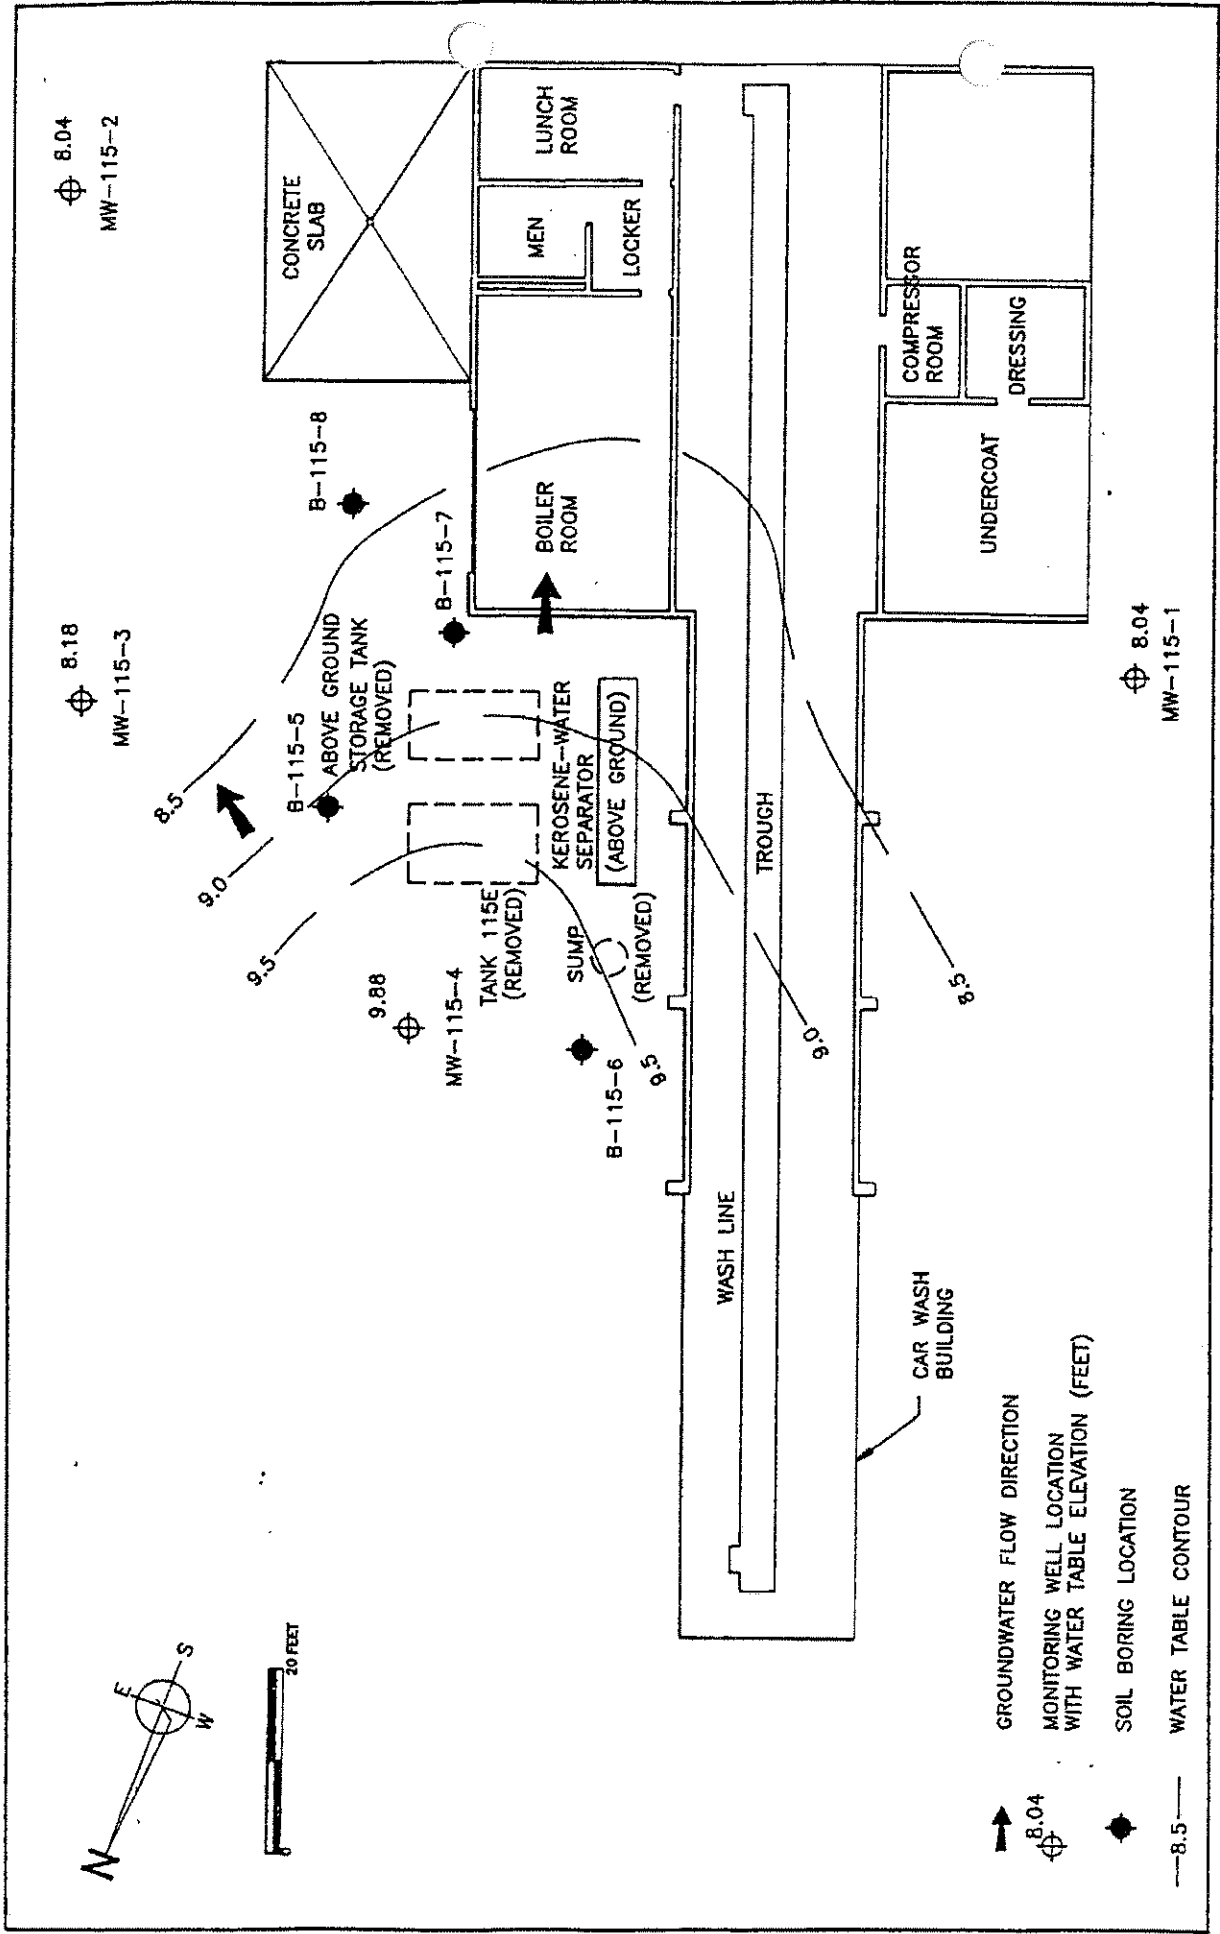 8.04
MW-115-2
CONCRETE
SLAB
LUNCH
ROOM
MEN
LOCKER
COMPRESSOR
ROOM
DRESSING
UNDERCOAT
BOILER
ROOM
B-115-8
B-115-7
8.18
MW-115-3
B-115-5
ABOVE GROUND
STORAGE TANK
(REMOVED)
KEROSENE-WATER
SEPARATOR
(ABOVE GROUND)
8.04
MW-115-1
8.5
9.0
9.5
9.88
MW-115-4
TANK 115E
(REMOVED)
SUMP
(REMOVED)
B-115-6
9.5
9.0
8.5
TROUGH
WASH LINE
CAR WASH
BUILDING
N
E
S
W
0
20 FEET
GROUNDWATER FLOW DIRECTION
8.04
MONITORING WELL LOCATION
WITH WATER TABLE ELEVATION (FEET)
SOIL BORING LOCATION
—8.5— WATER TABLE CONTOUR